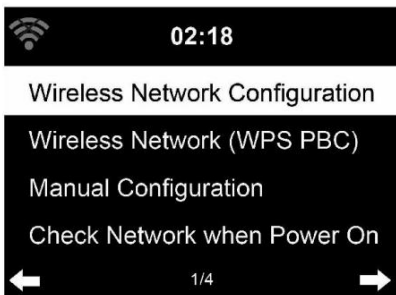 02:18
Wireless Network Configuration
Wireless Network (WPS PBC)
Manual Configuration
Check Network when Power On
1/4